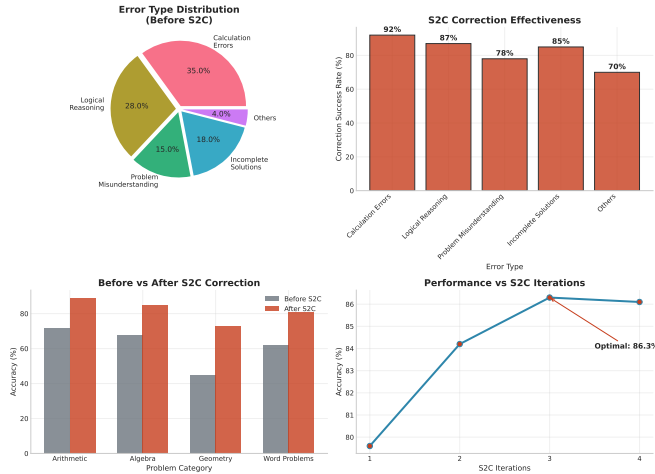 Error Type Distribution
(Before S2C)
Calculation
Errors
35.0%
Logical
Reasoning
28.0%
4.0%
Others
15.0%
18.0%
Incomplete
Solutions
Problem
Misunderstanding
S2C Correction Effectiveness
92%
87%
78%
85%
70%
Correction Success Rate (%)
80
60
40
20
0
Calculation Errors
Logical Reasoning
Problem Misunderstanding
Incomplete Solutions
Others
Error Type
Before vs After S2C Correction
Before S2C
After S2C
Accuracy (%)
80
60
40
20
0
Arithmetic
Algebra
Geometry
Word Problems
Problem Category
Performance vs S2C Iterations
Optimal: 86.3%
Accuracy (%)
86
85
84
83
82
81
80
1
2
3
4
S2C Iterations